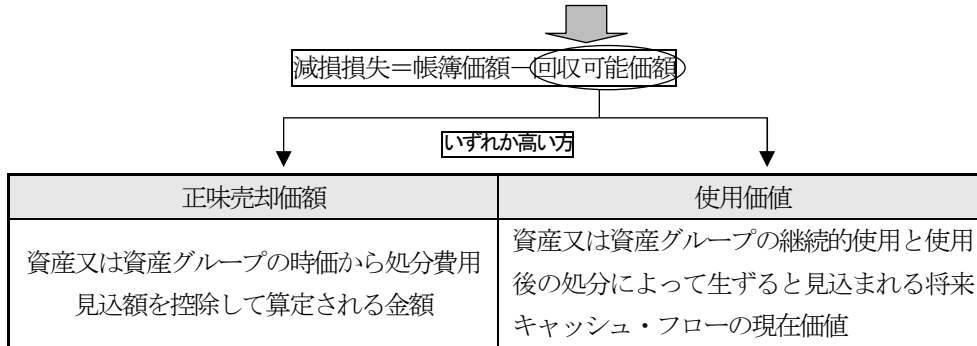 減損損失＝帳簿価額－回収可能価額
いずれか高い方
正味売却価額
使用価値
資産又は資産グループの時価から処分費用
見込額を控除して算定される金額
資産又は資産グループの継続的使用と使用
後の処分によって生ずると見込まれる将来
キャッシュ・フローの現在価値